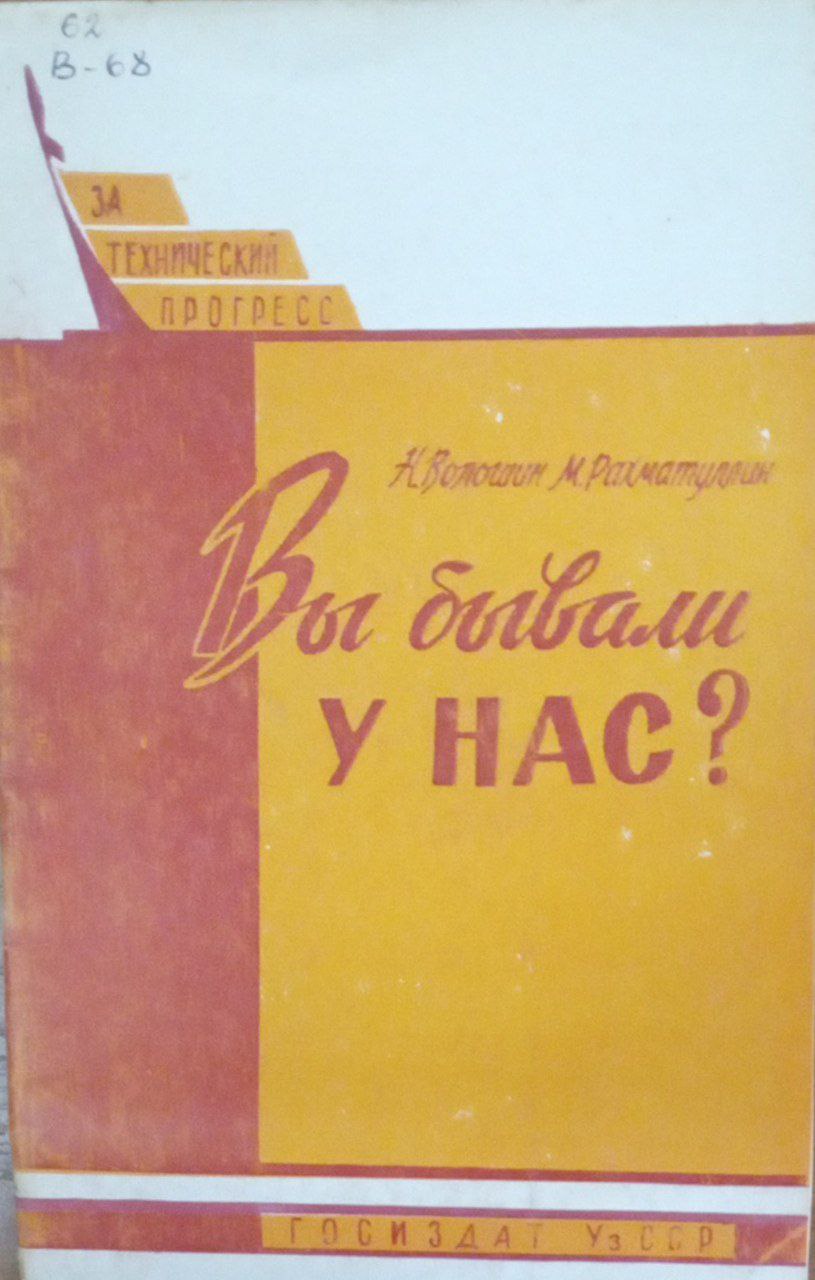 62
В-68
ЗА
ТЕХНИЧЕСКИЙ
ПРОГРЕСС
Н. Волошин М. Рахматуллин
Вы бывали
У НАС?
ГОСИЗДАТ УзССР